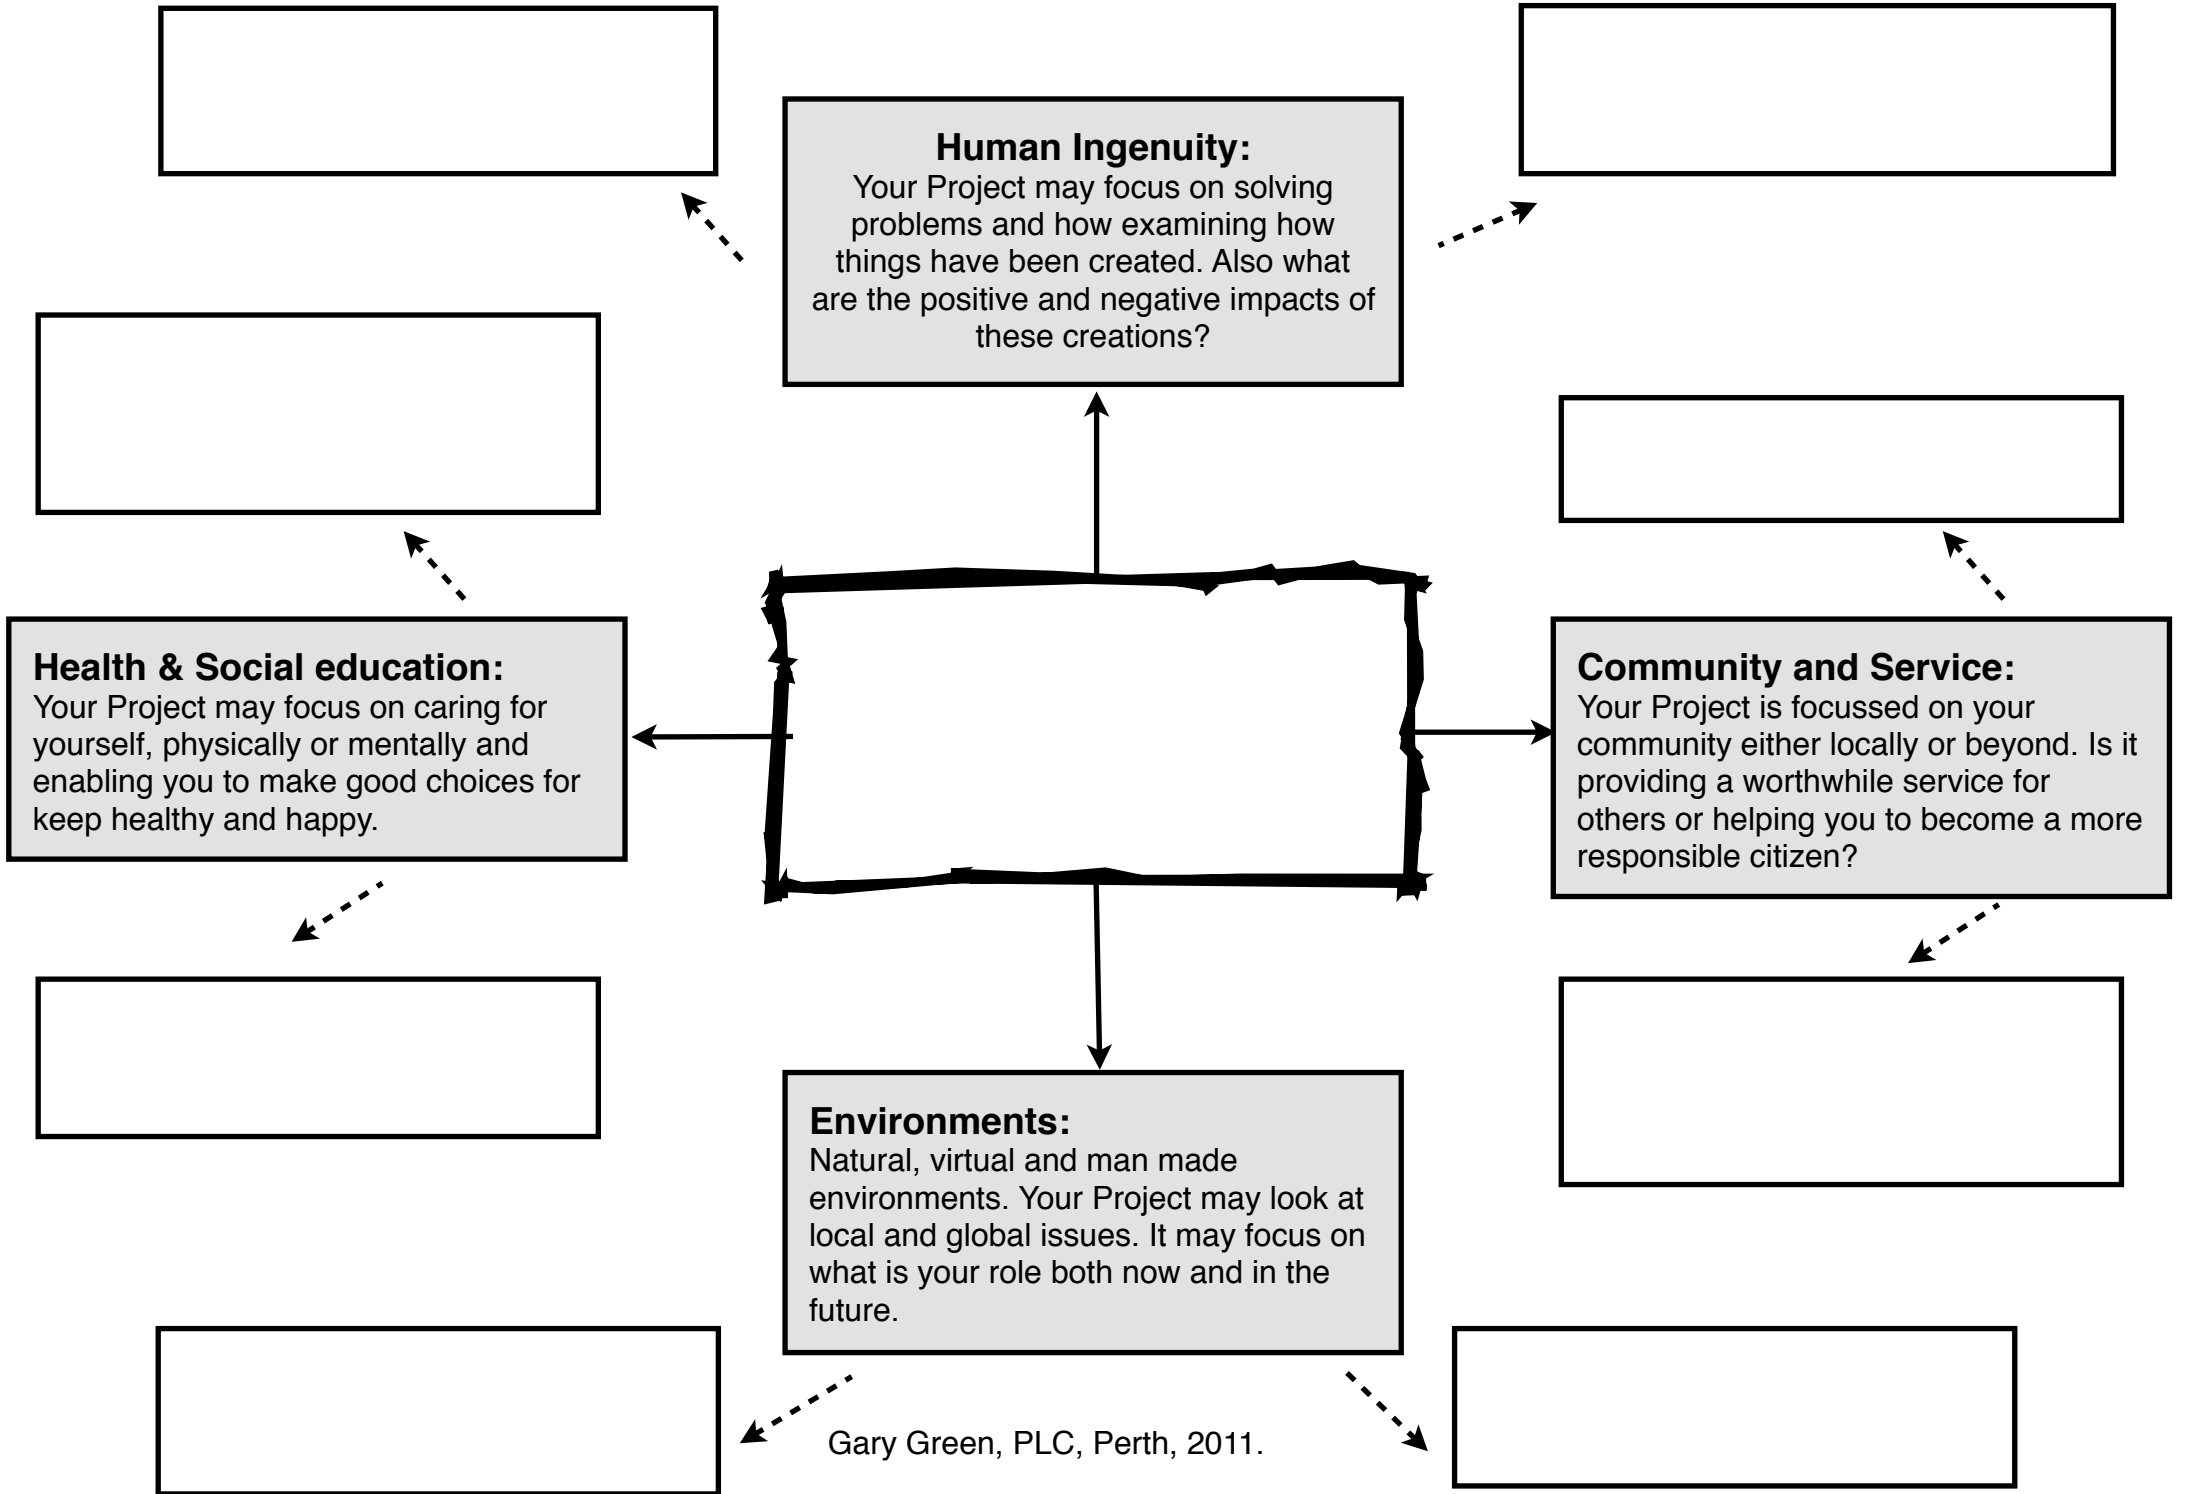 Human Ingenuity:
Your Project may focus on solving
problems and how examining how
things have been created. Also what
are the positive and negative impacts of
these creations?
Health & Social education:
Your Project may focus on caring for
yourself, physically or mentally and
enabling you to make good choices for
keep healthy and happy.
Community and Service:
Your Project is focussed on your
community either locally or beyond. Is it
providing a worthwhile service for
others or helping you to become a more
responsible citizen?
Environments:
Natural, virtual and man made
environments. Your Project may look at
local and global issues. It may focus on
what is your role both now and in the
future.
Gary Green, PLC, Perth, 2011.